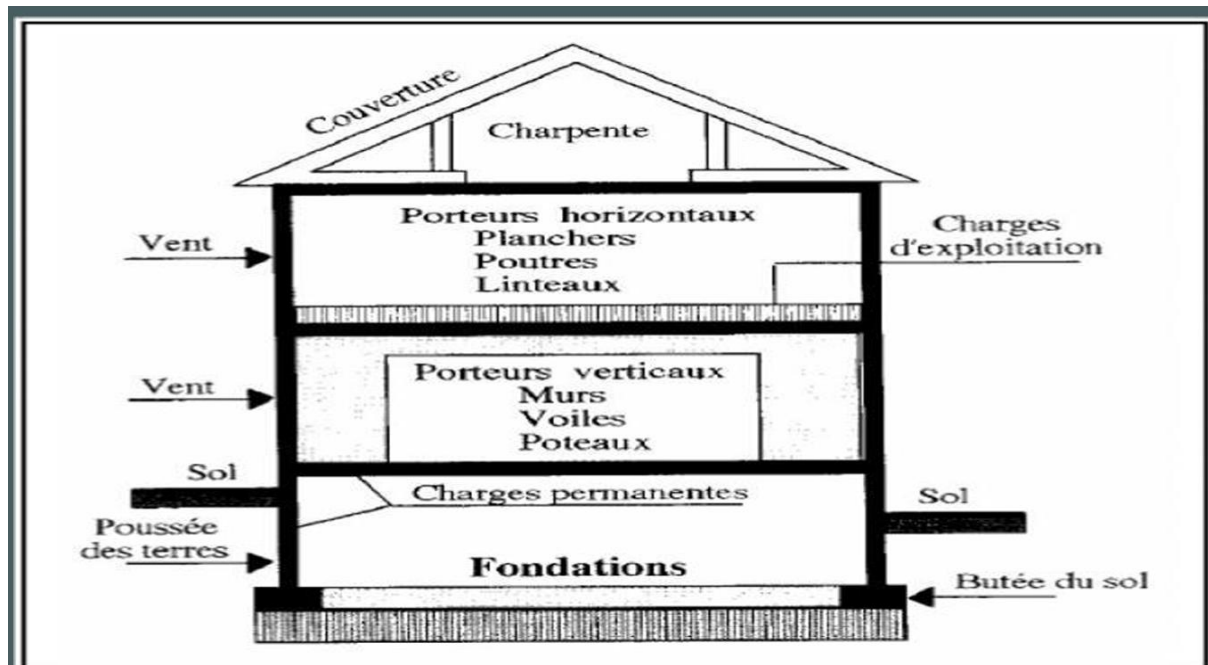 Couverture
Charpente
Porteurs horizontaux
Planchers
Poutres
Linteaux
Charges
d'exploitation
Vent
Vent
Porteurs verticaux
Murs
Voiles
Poteaux
Sol
Charges permanentes
Sol
Poussée
des terres
Fondations
Butée du sol